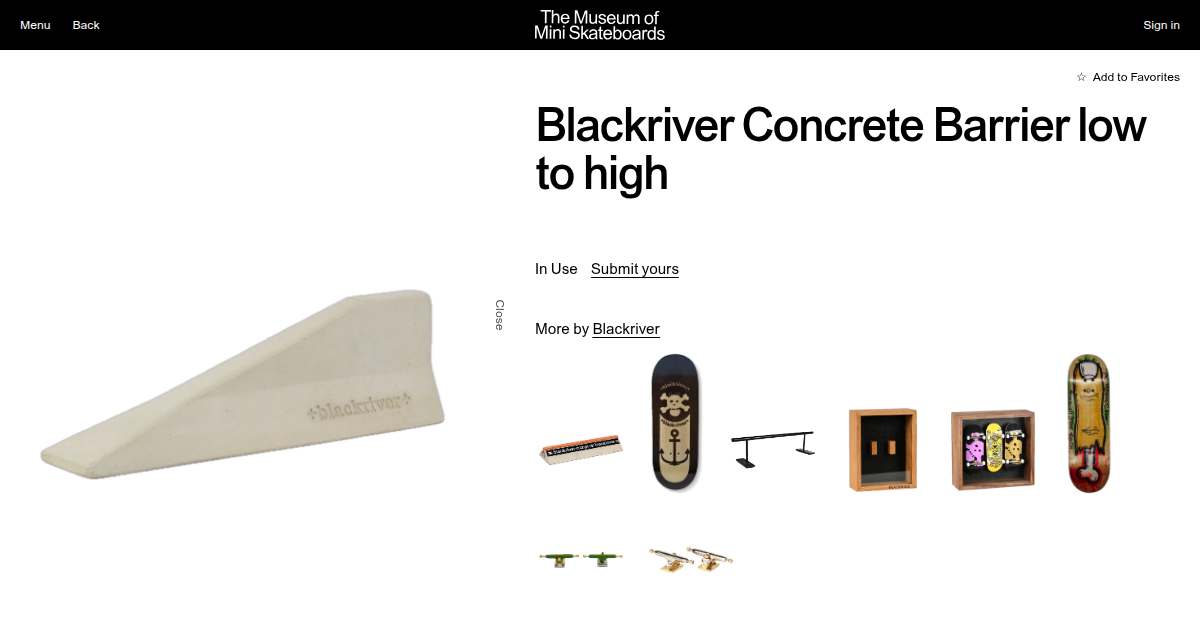 Menu
Back
The Museum of
Mini Skateboards
Sign in
☆ Add to Favorites
Blackriver Concrete Barrier low
to high
In Use
Submit yours
Close
More by Blackriver
blackriver